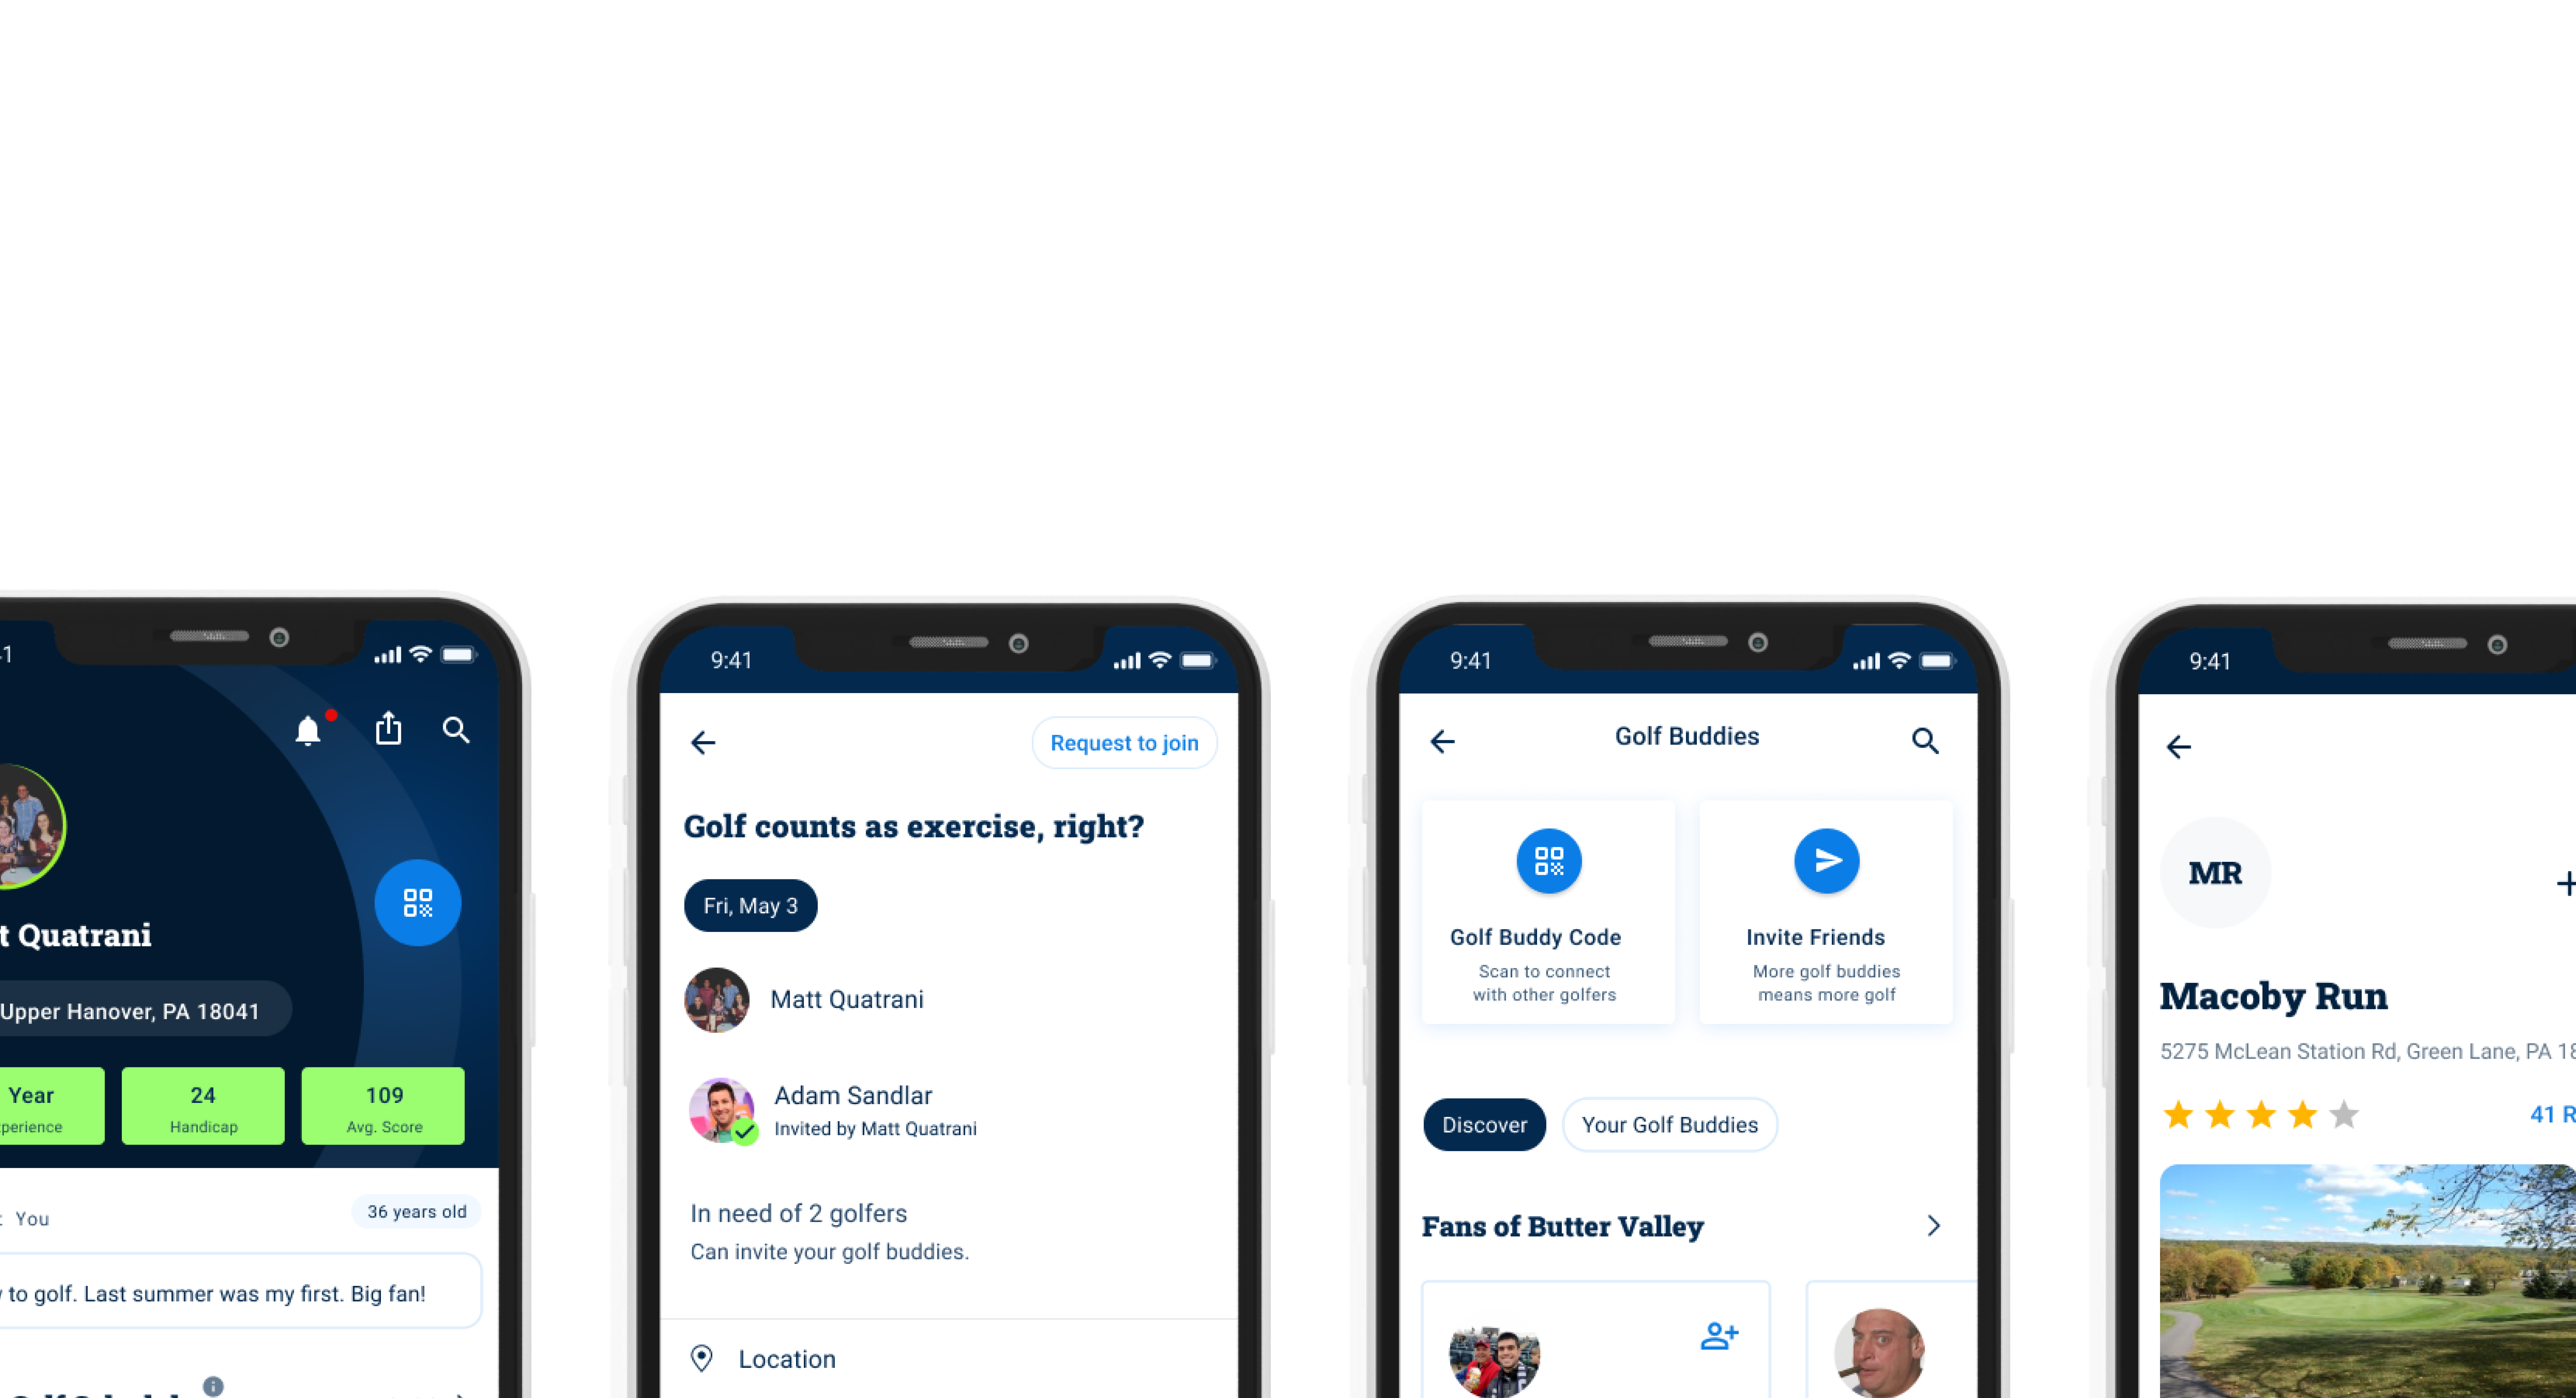 t Quatrani
Upper Hanover, PA 18041
Year
24
Handicap
109
Avg. Score
You
36 years old
to golf. Last summer was my first. Big fan!
9:41
Request to join
Golf counts as exercise, right?
Fri, May 3
Matt Quatrani
Adam Sandlar
Invited by Matt Quatrani
In need of 2 golfers
Can invite your golf buddies.
Location
9:41
Golf Buddies
Golf Buddy Code
Scan to connect
with other golfers
Invite Friends
More golf buddies
means more golf
Discover
Your Golf Buddies
Fans of Butter Valley
9:41
MR
Macoby Run
5275 McLean Station Rd, Green Lane, PA 18
41 R